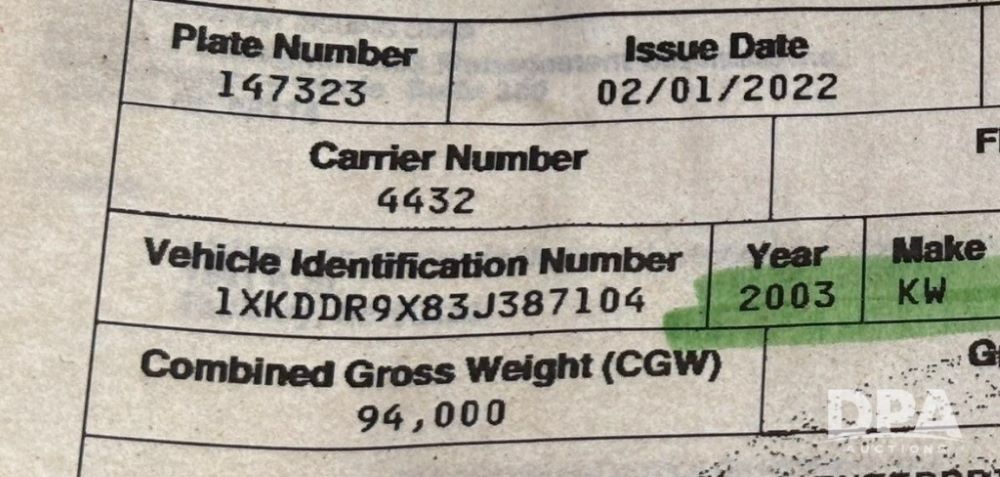 Plate Number
147323
Issue Date
02/01/2022
Carrier Number
4432
Vehicle Identification Number
1XKDDR9X83J387104
Year
2003
Make
KW
Combined Gross Weight (CGW)
94,000
DPA
AUCTIONS